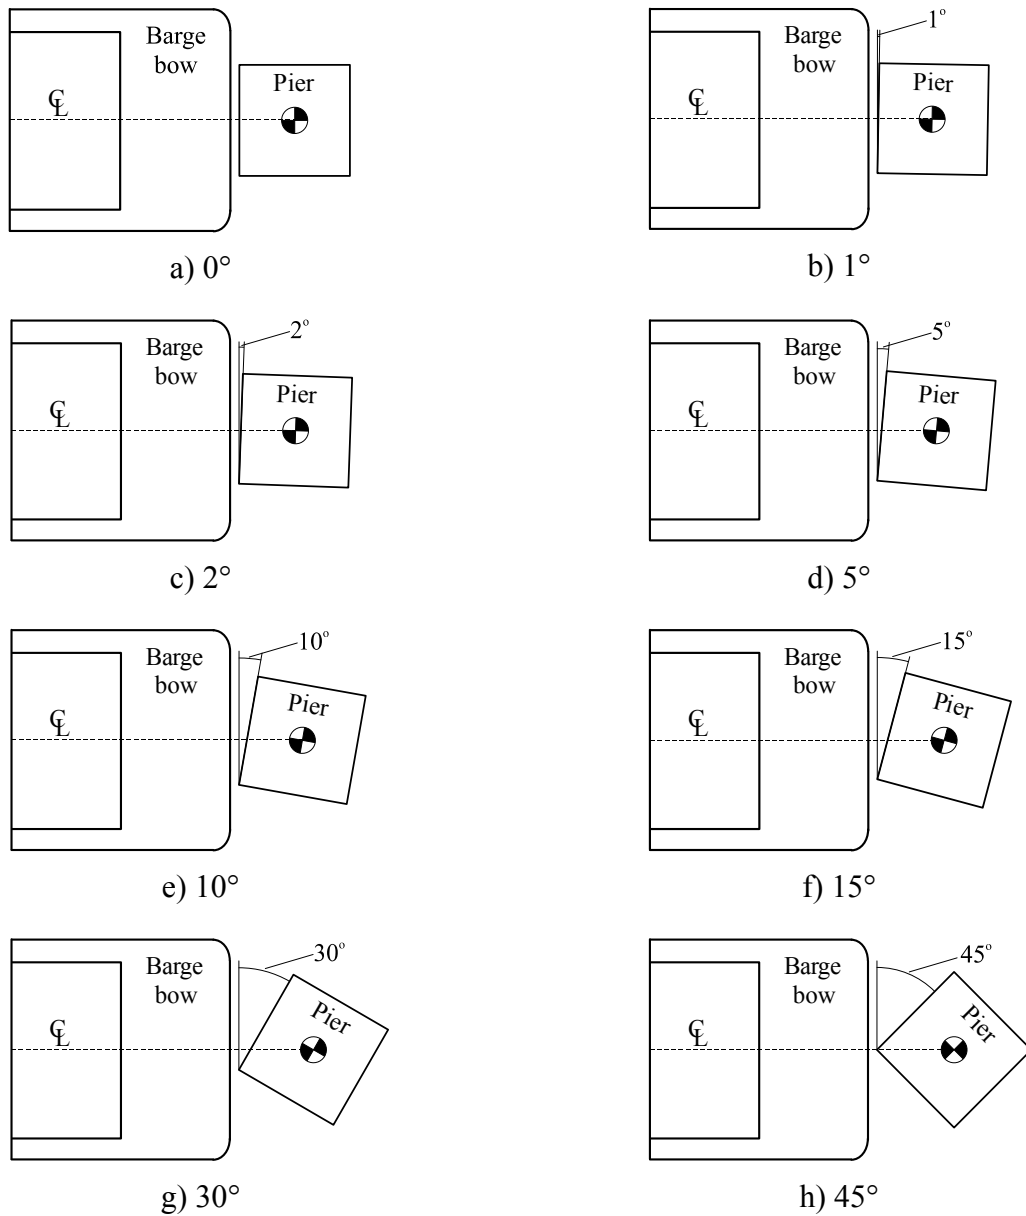 Barge
bow
Pier
℄
a) 0°
1°
Barge
bow
Pier
℄
b) 1°
2°
Barge
bow
Pier
℄
c) 2°
5°
Barge
bow
Pier
℄
d) 5°
10°
Barge
bow
Pier
℄
e) 10°
15°
Barge
bow
Pier
℄
f) 15°
30°
Barge
bow
Pier
℄
g) 30°
45°
Barge
bow
Pier
℄
h) 45°